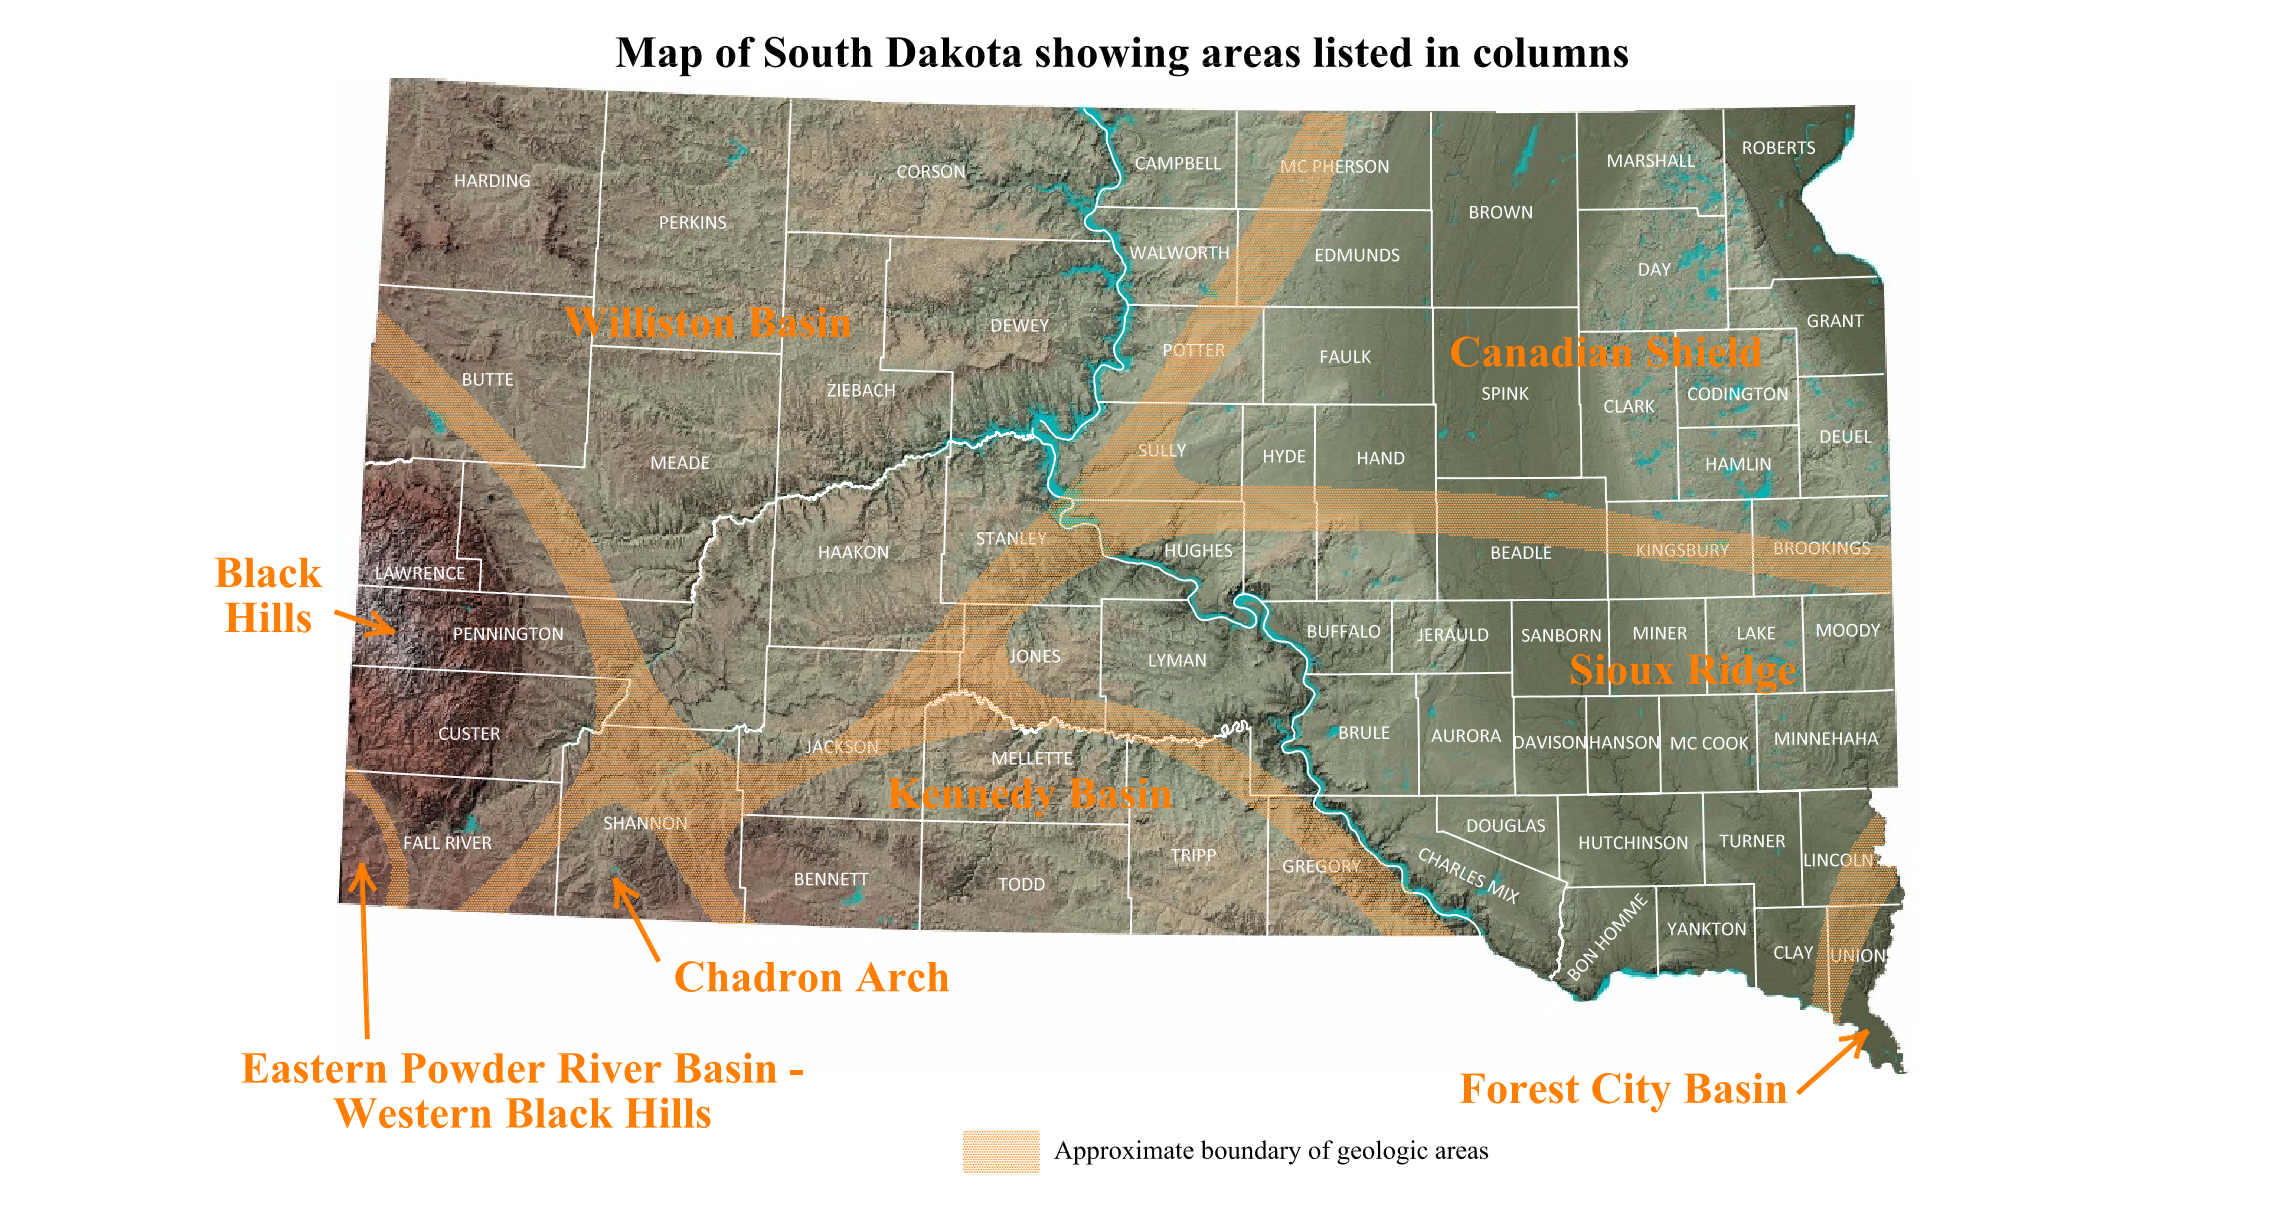 Map of South Dakota showing areas listed in columns
HARDING
PERKINS
CORSON
CAMPBELL
MC PHERSON
BROWN
MARSHALL
ROBERTS
WALWORTH
EDMUNDS
DAY
GRANT
Williston Basin
DEWEY
POTTER
FAULK
Canadian Shield
BUTTE
ZIEBACH
SPINK
CLARK
CODINGTON
DEUEL
MEADE
SULLY
HYDE
HAND
HAMLIN
Black
Hills
LAWRENCE
HAAKON
STANLEY
HUGHES
BEADLE
KINGSBURY
BROOKINGS
PENNINGTON
JONES
LYMAN
BUFFALO
JERAULD
SANBORN
MINER
LAKE
MOODY
Sioux Ridge
CUSTER
JACKSON
MELLETTE
BRULE
AURORA
DAVISON
HANSON
MC COOK
MINNEHAHA
Kennedy Basin
FALL RIVER
SHANNON
BENNETT
TODD
TRIPP
GREGORY
CHARLES MIX
DOUGLAS
HUTCHINSON
TURNER
LINCOLN
BON HOMME
YANKTON
CLAY
UNION
Chadron Arch
Eastern Powder River Basin -
Western Black Hills
Forest City Basin
Approximate boundary of geologic areas